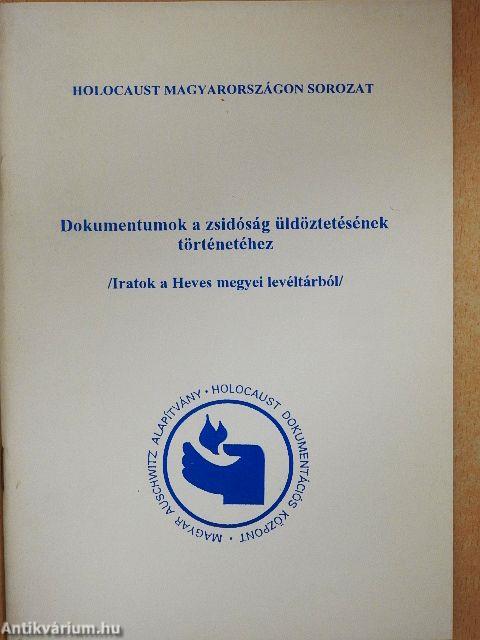 HOLOCAUST MAGYARORSZÁGON SOROZAT
Dokumentumok a zsidóság üldöztetésének
történetéhez
/Iratok a Heves megyei levéltárból/
MAGYAR AUSCHWITZ ALAPÍTVÁNY · HOLOCAUST DOKUMENTÁCIÓS KÖZPONT ·
Antikvárium.hu